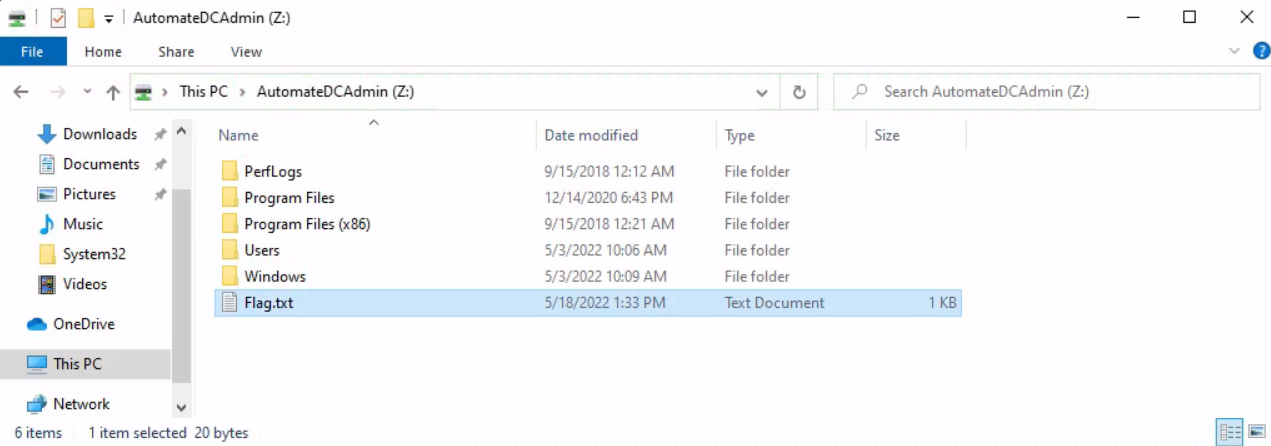 AutomateDCAdmin (Z:)
File Home Share View
This PC > AutomateDCAdmin (Z:) Search AutomateDCAdmin (Z:)
Name Date modified Type Size
Downloads
Documents
Pictures
Music
System32
Videos
OneDrive
This PC
Network
PerfLogs 9/15/2018 12:12 AM File folder
Program Files 12/14/2020 6:43 PM File folder
Program Files (x86) 9/15/2018 12:21 AM File folder
Users 5/3/2022 10:06 AM File folder
Windows 5/3/2022 10:09 AM File folder
Flag.txt 5/18/2022 1:33 PM Text Document 1 KB
6 items 1 item selected 20 bytes